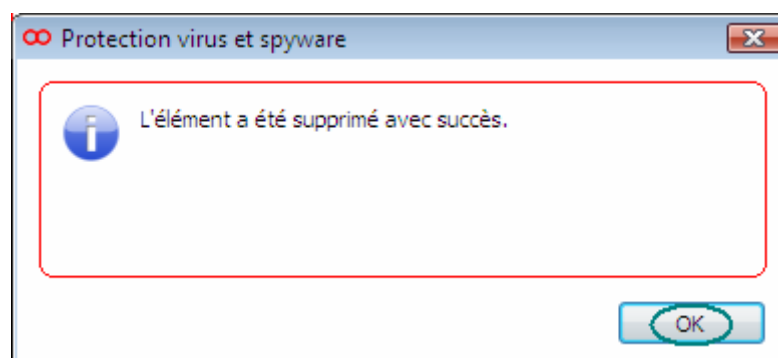 Protection virus et spyware
L'élément a été supprimé avec succès.
OK